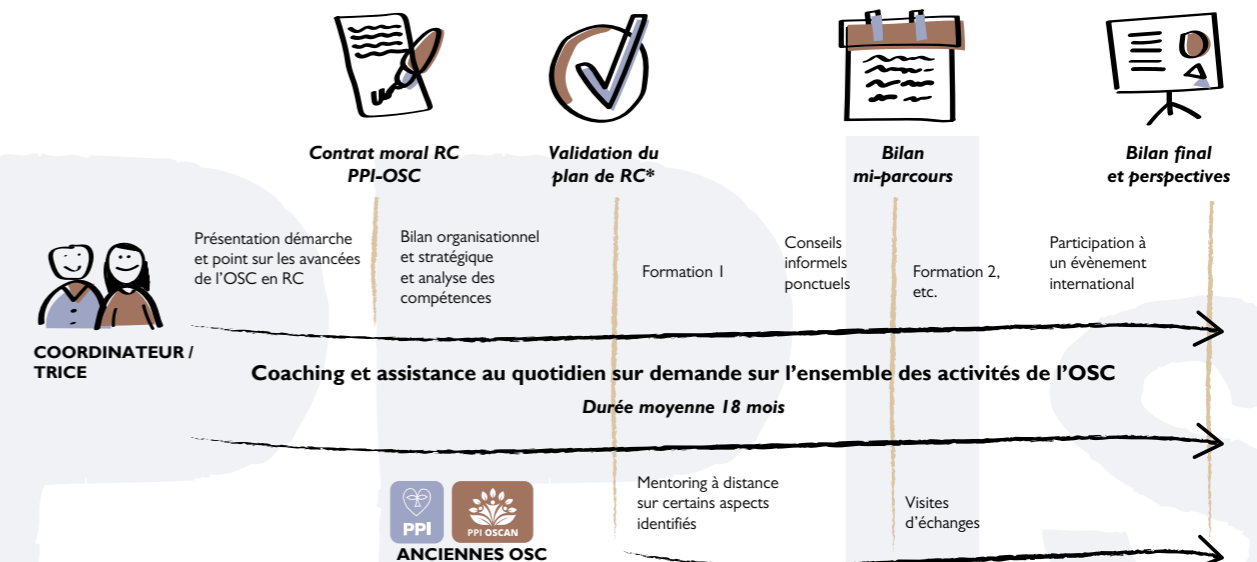 Contrat moral RC
PPI-OSC
Validation du
plan de RC*
Bilan
mi-parcours
Bilan final
et perspectives
Présentation démarche
et point sur les avancées
de l'OSC en RC
Bilan organisationnel
et stratégique
et analyse des
compétences
Formation 1
Conseils
informels
ponctuels
Formation 2,
etc.
Participation à
un évènement
international
COORDINATEUR /
TRICE
Coaching et assistance au quotidien sur demande sur l'ensemble des activités de l'OSC
Durée moyenne 18 mois
Mentoring à distance
sur certains aspects
identifiés
Visites
d'échanges
PPI
PPI OSCAN
ANCIENNES OSC